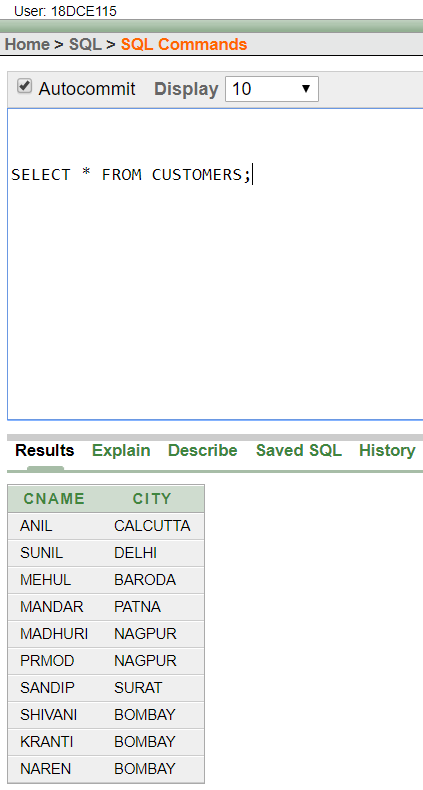 User: 18DCE115
Home > SQL > SQL Commands
Autocommit Display 10
SELECT * FROM CUSTOMERS;
Results Explain Describe Saved SQL History
CNAME CITY
ANIL CALCUTTA
SUNIL DELHI
MEHUL BARODA
MANDAR PATNA
MADHURI NAGPUR
PRMOD NAGPUR
SANDIP SURAT
SHIVANI BOMBAY
KRANTI BOMBAY
NAREN BOMBAY